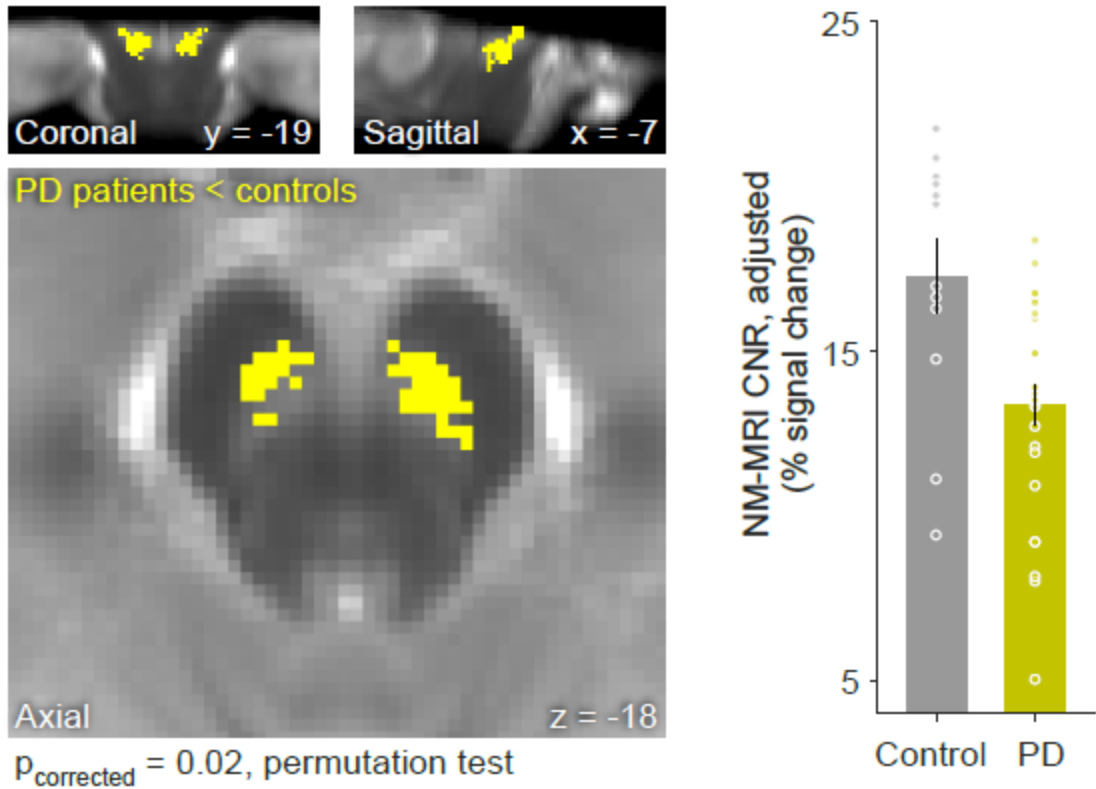 Coronal y = -19
Sagittal x = -7
PD patients < controls
Axial z = -18
pcorrected = 0.02, permutation test
NM-MRI CNR, adjusted
(% signal change)
25
15
5
Control PD